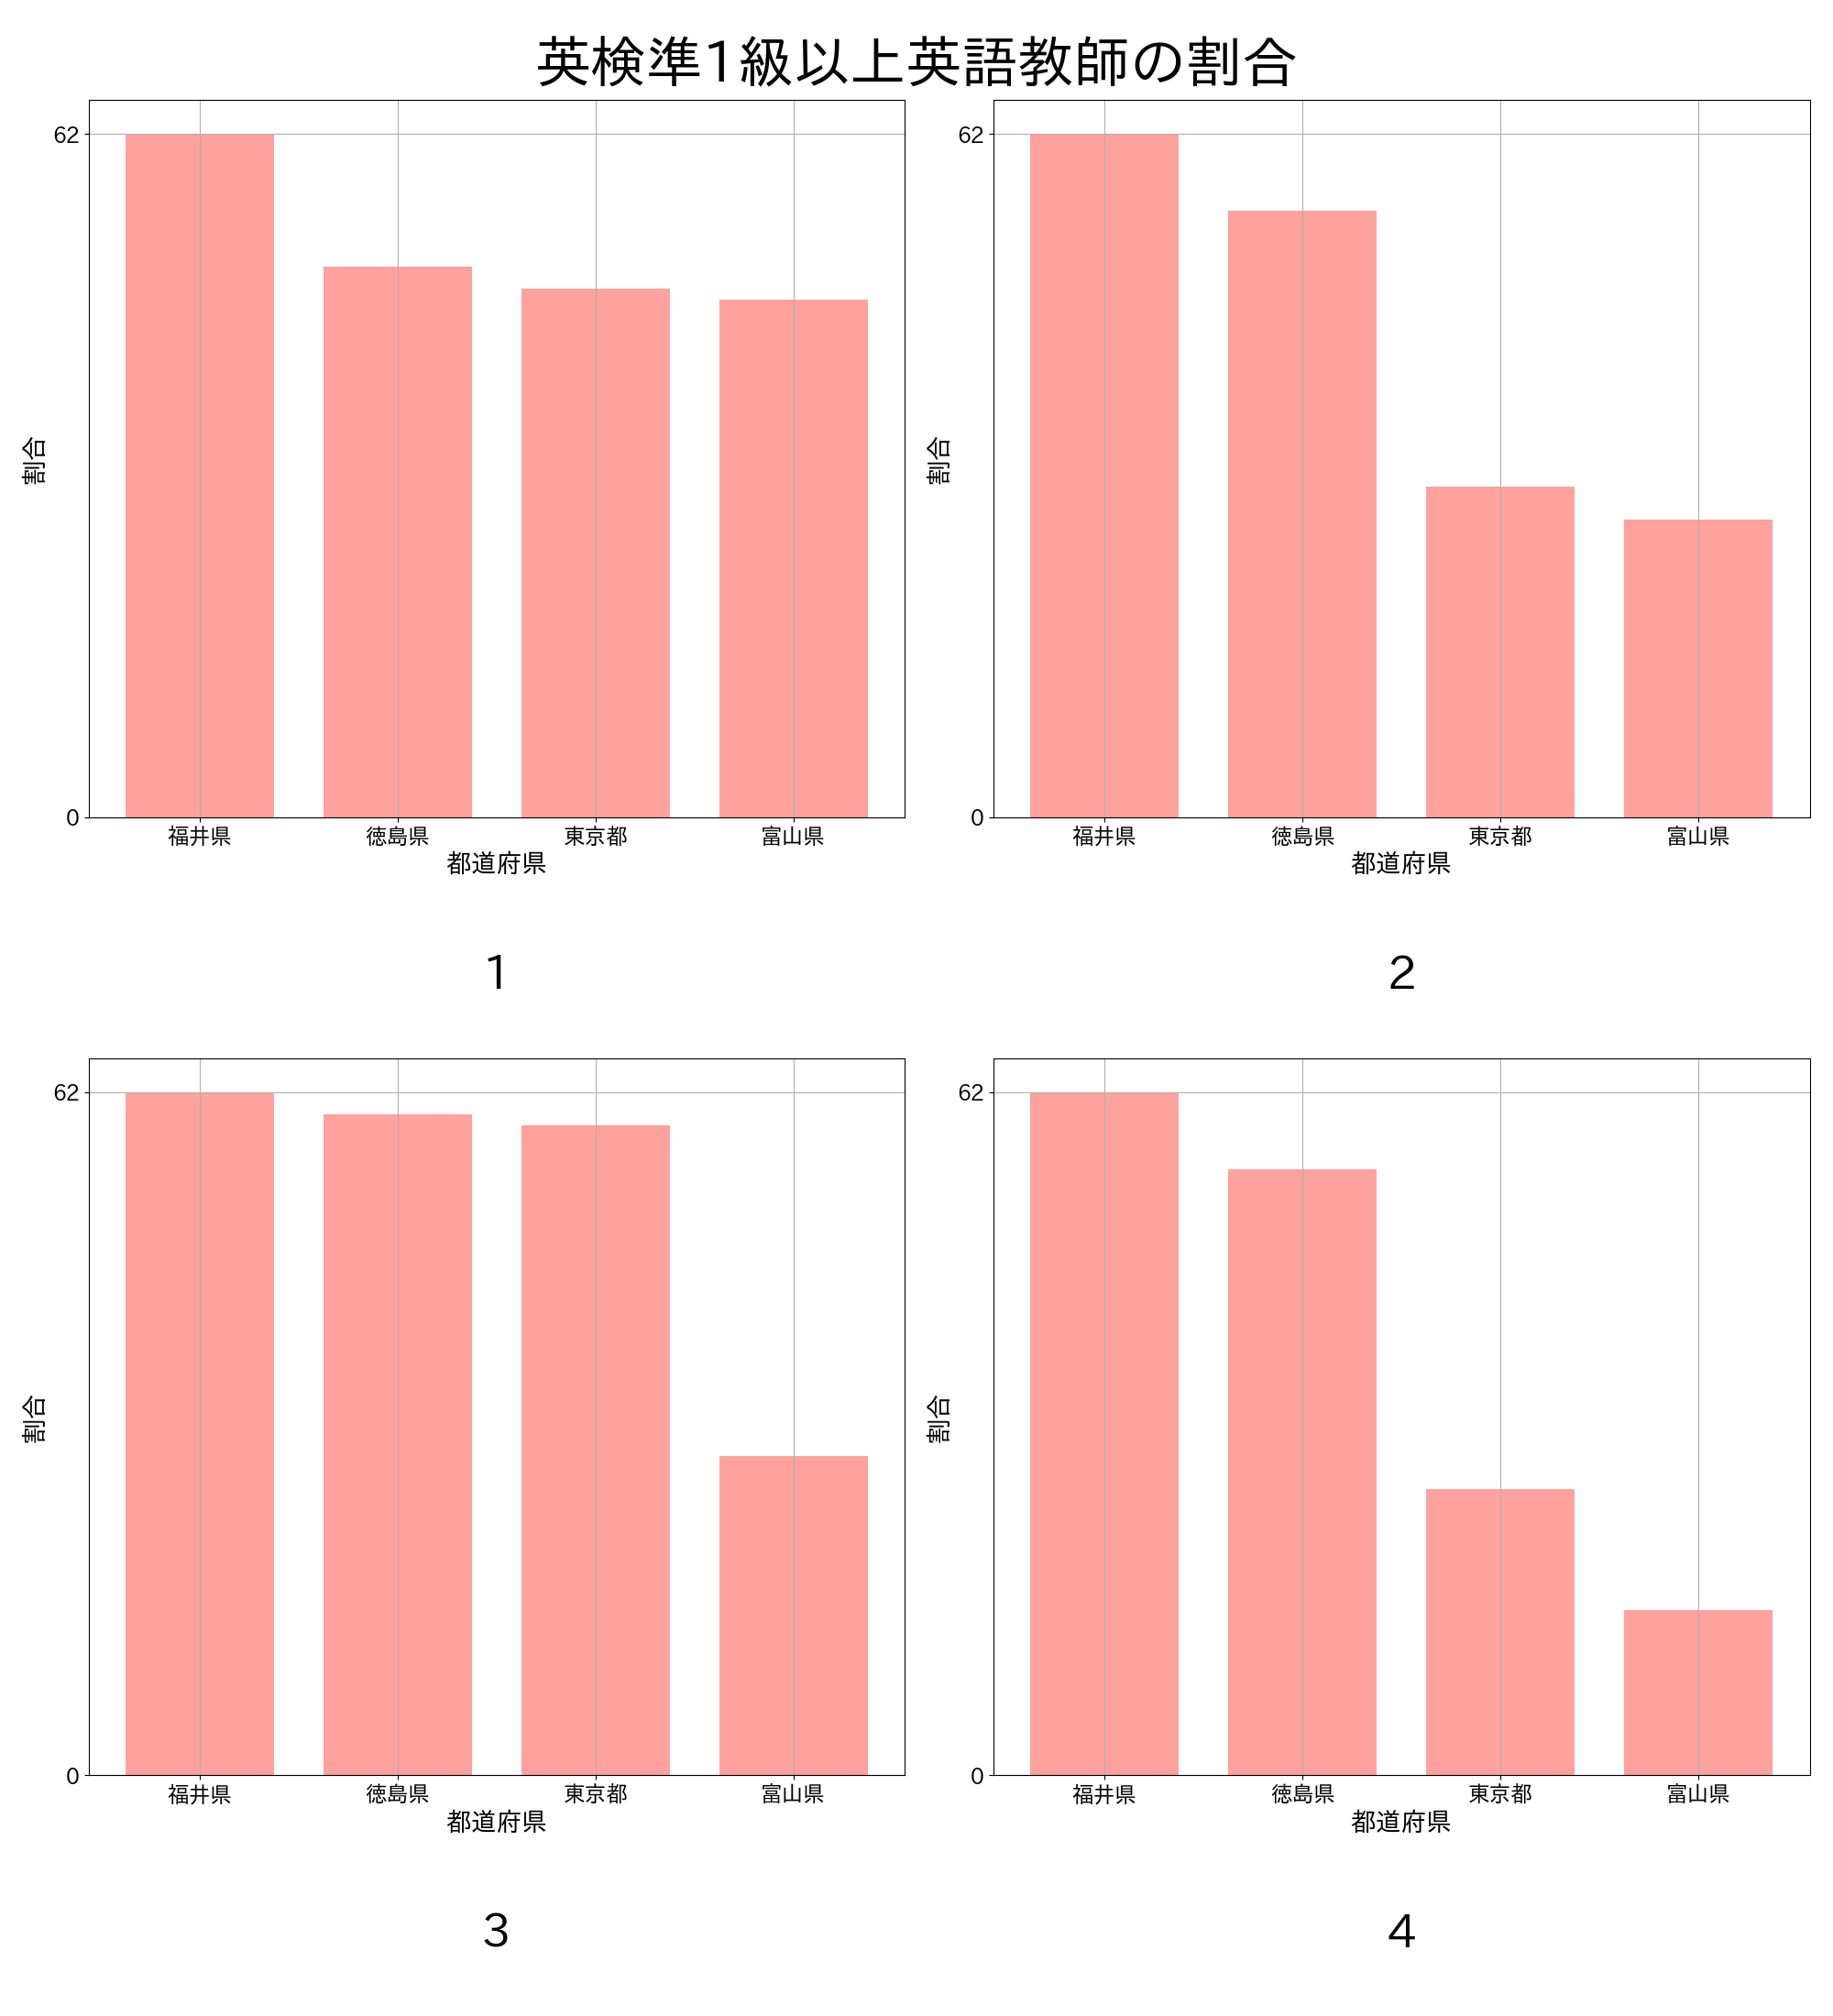 英検準1級以上英語教師の割合
62
0
割合
福井県 徳島県 東京都 富山県
都道府県
1
62
0
割合
福井県 徳島県 東京都 富山県
都道府県
2
62
0
割合
福井県 徳島県 東京都 富山県
都道府県
3
62
0
割合
福井県 徳島県 東京都 富山県
都道府県
4